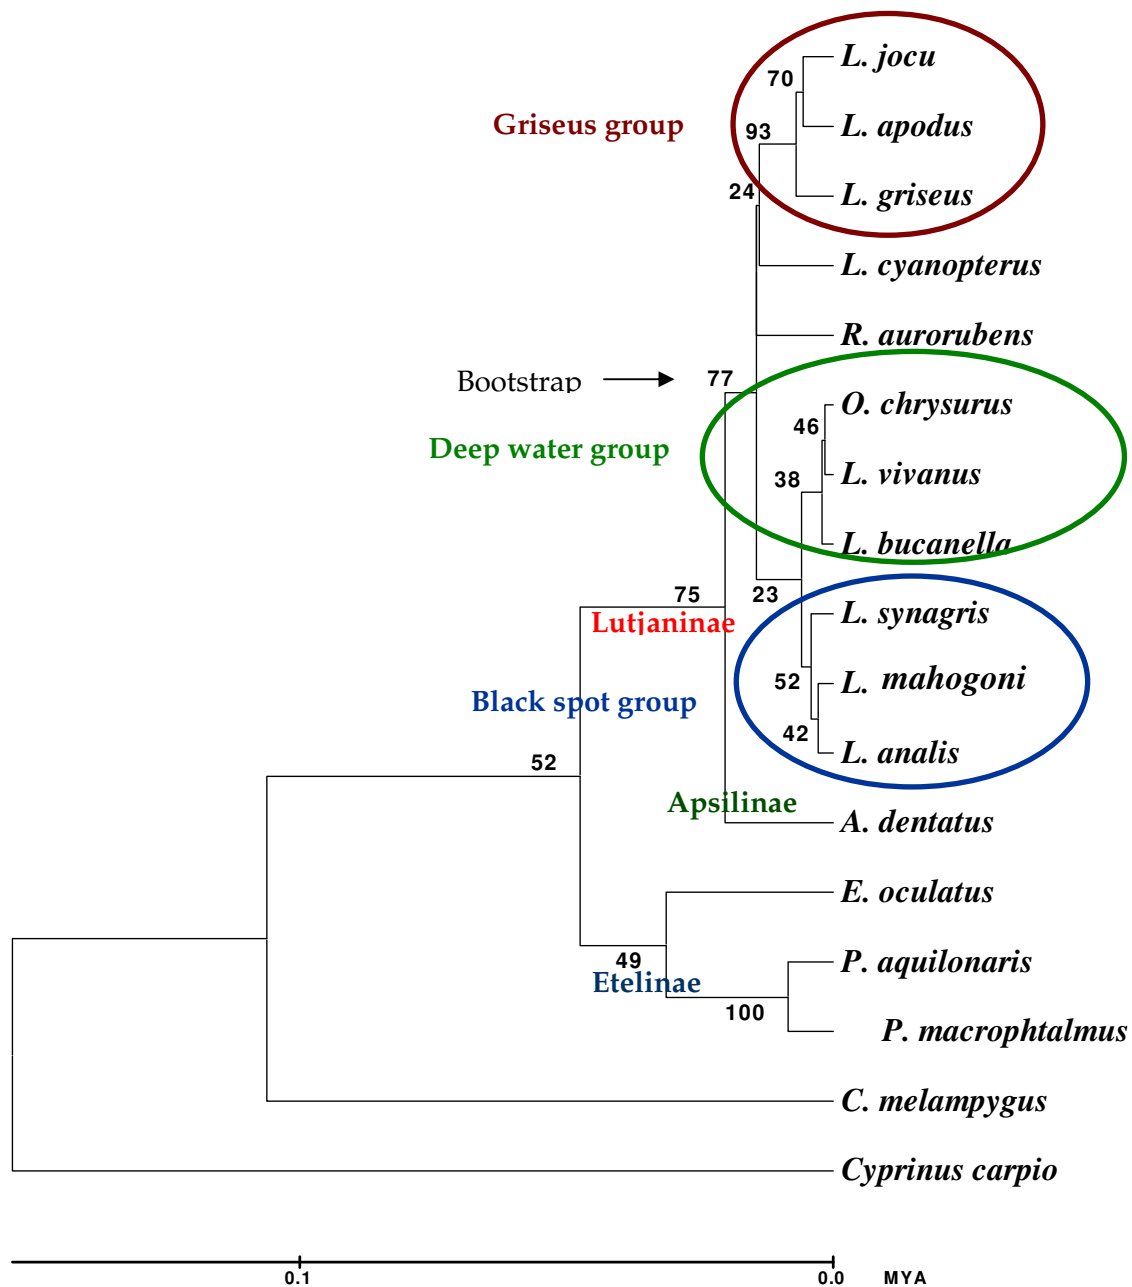 L. jocu
70
L. apodus
Griseus group
93
24
L. griseus
L. cyanopterus
R. aurorubens
Bootstrap
77
O. chrysurus
46
Deep water group
L. vivanus
38
L. bucanella
75
23
Lutjaninae
L. synagris
52
L. mahogoni
Black spot group
42
L. analis
52
Apsilinae
A. dentatus
E. oculatus
49
P. aquilonaris
Etelinae
100
P. macrophtalmus
C. melampygus
Cyprinus carpio
0.1 0.0 MYA